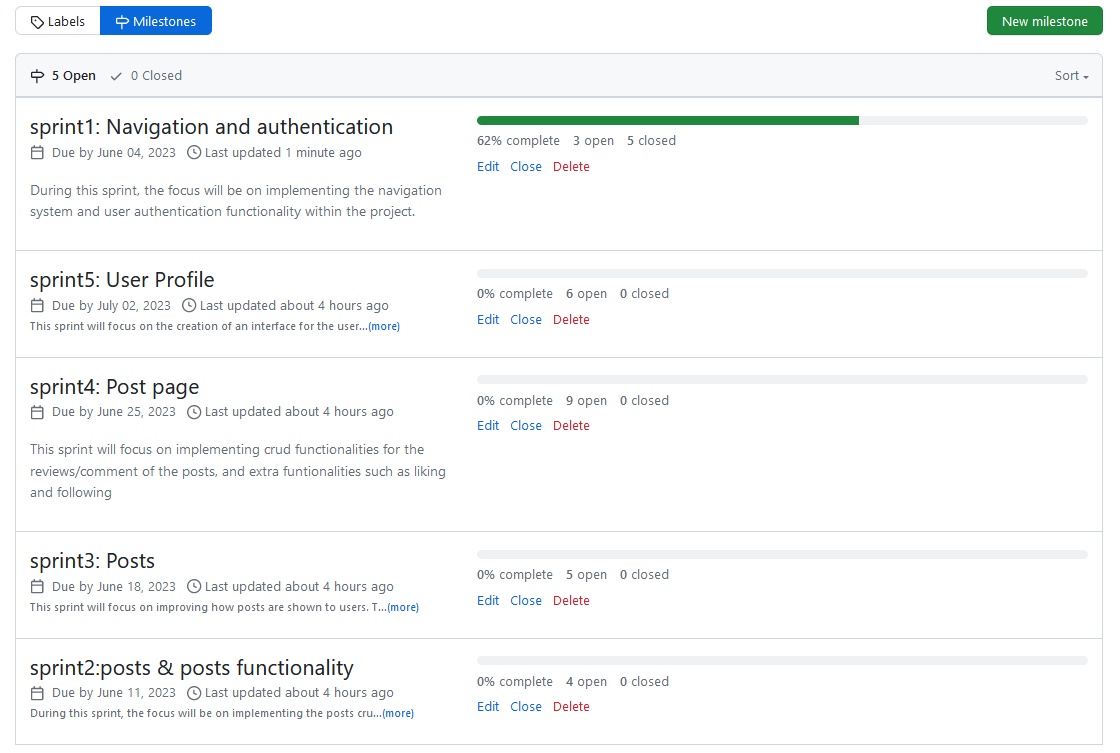 Labels Milestones New milestone
5 Open 0 Closed Sort
sprint1: Navigation and authentication
Due by June 04, 2023 Last updated 1 minute ago
During this sprint, the focus will be on implementing the navigation
system and user authentication functionality within the project.
62% complete 3 open 5 closed
Edit Close Delete
sprint5: User Profile
Due by July 02, 2023 Last updated about 4 hours ago
This sprint will focus on the creation of an interface for the user...(more)
0% complete 6 open 0 closed
Edit Close Delete
sprint4: Post page
Due by June 25, 2023 Last updated about 4 hours ago
This sprint will focus on implementing crud functionalities for the
reviews/comment of the posts, and extra funtionalities such as liking
and following
0% complete 9 open 0 closed
Edit Close Delete
sprint3: Posts
Due by June 18, 2023 Last updated about 4 hours ago
This sprint will focus on improving how posts are shown to users. T...(more)
0% complete 5 open 0 closed
Edit Close Delete
sprint2:posts & posts functionality
Due by June 11, 2023 Last updated about 4 hours ago
During this sprint, the focus will be on implementing the posts cru...(more)
0% complete 4 open 0 closed
Edit Close Delete